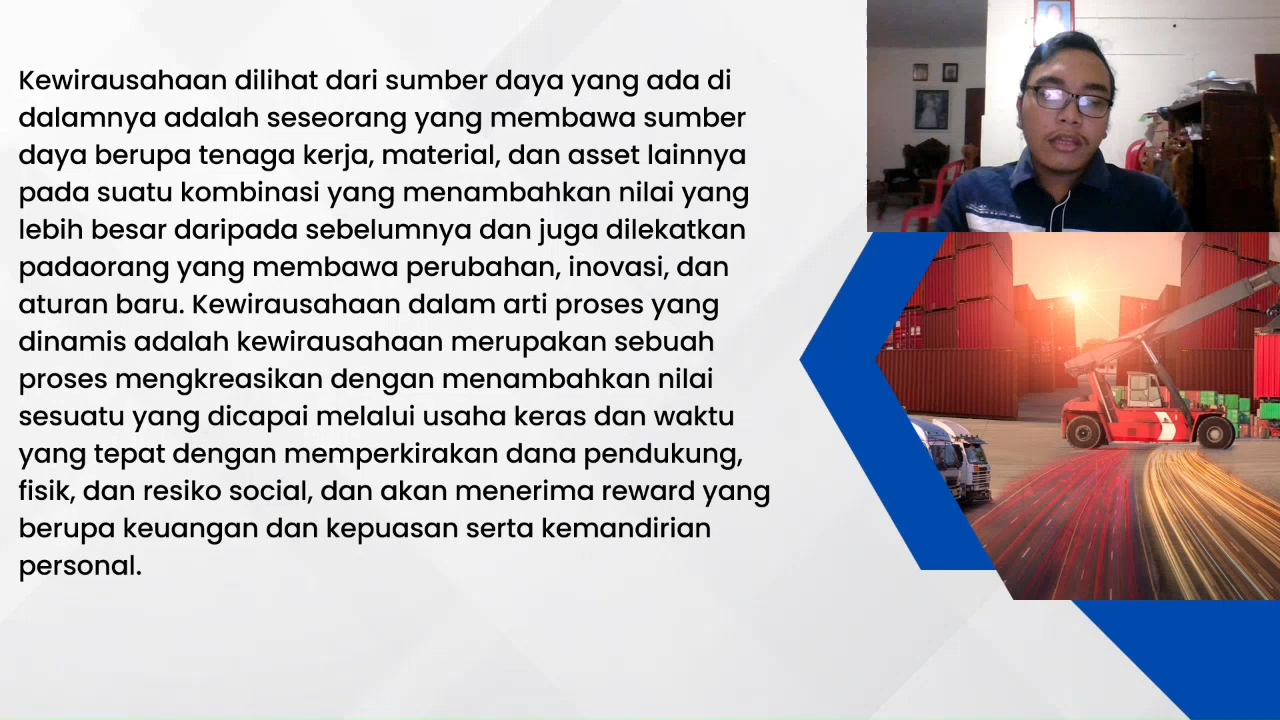 Kewirausahaan dilihat dari sumber daya yang ada di
dalamnya adalah seseorang yang membawa sumber
daya berupa tenaga kerja, material, dan asset lainnya
pada suatu kombinasi yang menambahkan nilai yang
lebih besar daripada sebelumnya dan juga dilekatkan
padaorang yang membawa perubahan, inovasi, dan
aturan baru. Kewirausahaan dalam arti proses yang
dinamis adalah kewirausahaan merupakan sebuah
proses mengkreasikan dengan menambahkan nilai
sesuatu yang dicapai melalui usaha keras dan waktu
yang tepat dengan memperkirakan dana pendukung,
fisik, dan resiko social, dan akan menerima reward yang
berupa keuangan dan kepuasan serta kemandirian
personal.